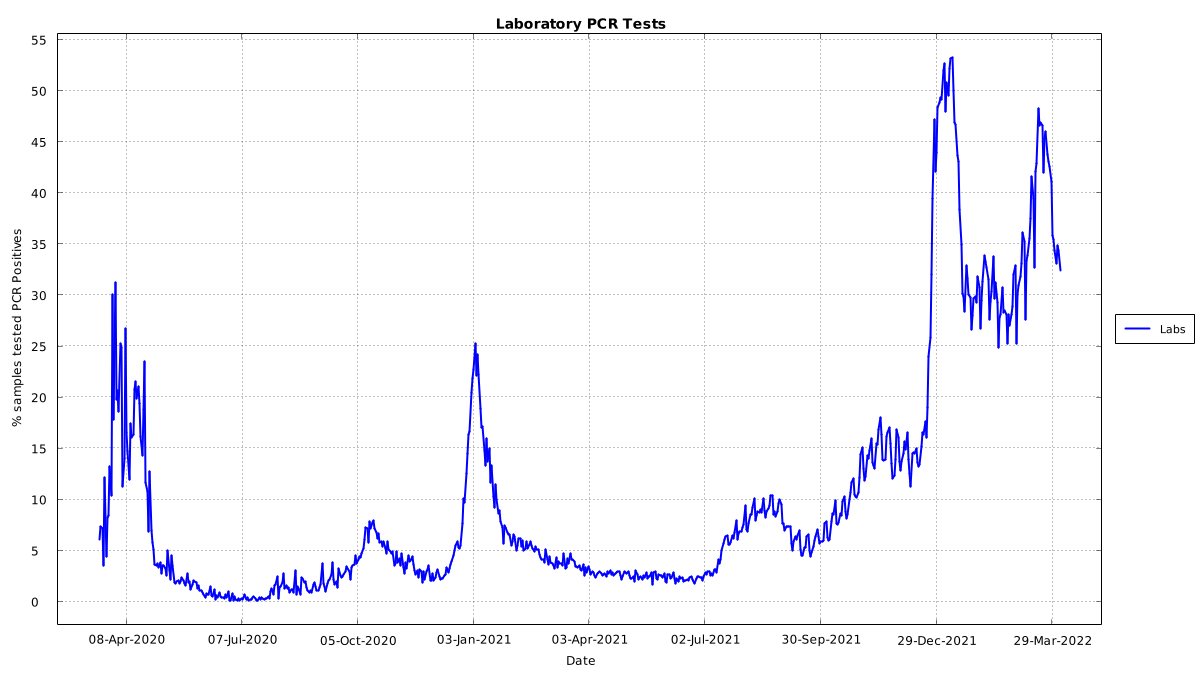 Laboratory PCR Tests
% samples tested PCR Positives
55
50
45
40
35
30
25
20
15
10
5
0
08-Apr-2020 07-Jul-2020 05-Oct-2020 03-Jan-2021 03-Apr-2021 02-Jul-2021 30-Sep-2021 29-Dec-2021 29-Mar-2022
Date
Labs